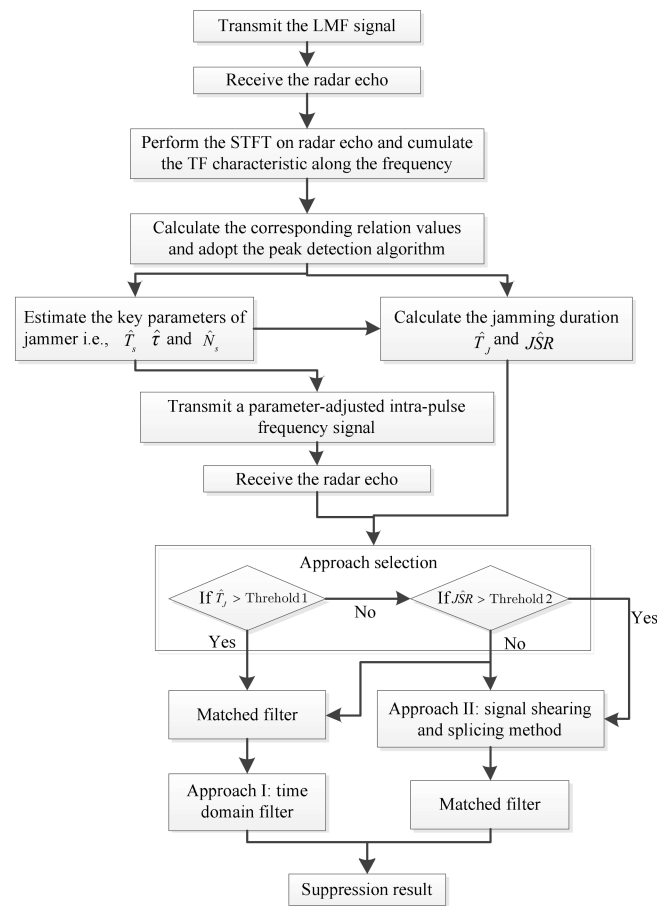 Transmit the LMF signal
Receive the radar echo
Perform the STFT on radar echo and cumulate
the TF characteristic along the frequency
Calculate the corresponding relation values
and adopt the peak detection algorithm
Estimate the key parameters of
jammer i.e., T̂_s τ̂ and N̂_s
Calculate the jamming duration
T̂_J and JŜR
Transmit a parameter-adjusted intra-pulse
frequency signal
Receive the radar echo
Approach selection
If T̂_J > Threhold 1
No
If JŜR > Threhold 2
Yes
Yes
No
Matched filter
Approach II: signal shearing
and splicing method
Approach I: time
domain filter
Matched filter
Suppression result